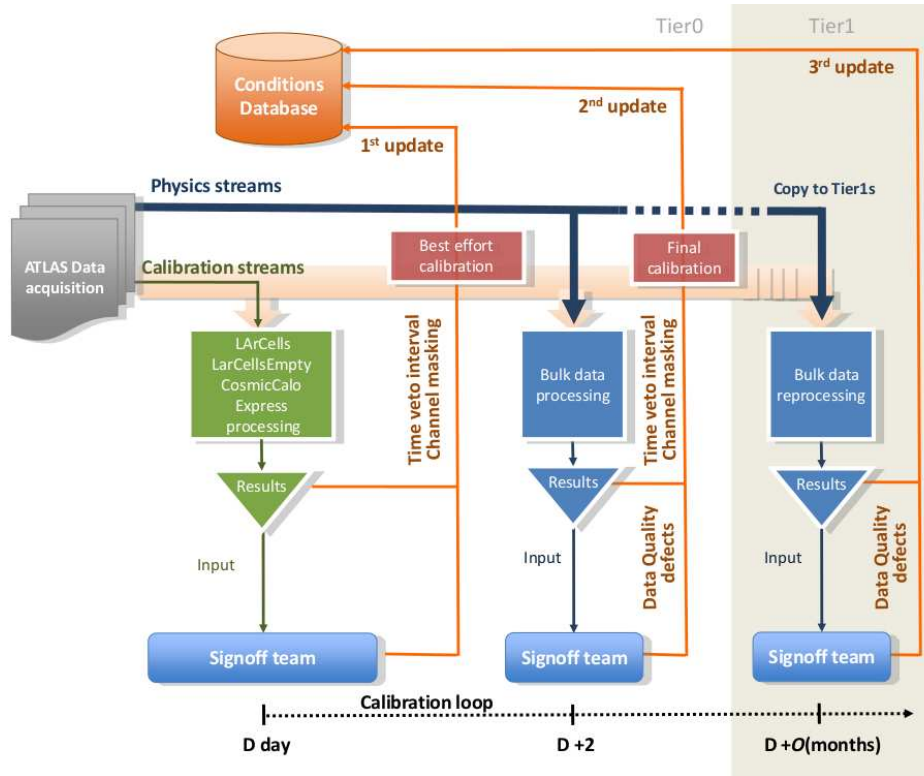 Tier0
Tier1
3rd update
Conditions
Database
2nd update
1st update
Physics streams
Copy to Tier1s
ATLAS Data
acquisition
Calibration streams
Best effort
calibration
Final
calibration
LArCells
LarCellsEmpty
CosmicCalo
Express
processing
Bulk data
processing
Bulk data
reprocessing
Time veto interval
Channel masking
Time veto interval
Channel masking
Results
Results
Results
Input
Input
Input
Data Quality
defects
Data Quality
defects
Signoff team
Signoff team
Signoff team
Calibration loop
D day
D +2
D +O(months)